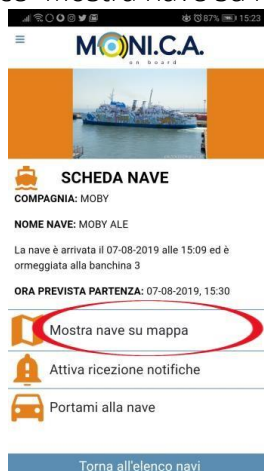 87% 15:23
M NI.C.A.
on board
SCHEDA NAVE
COMPAGNIA: MOBY
NOME NAVE: MOBY ALE
La nave è arrivata il 07-08-2019 alle 15:09 ed è
ormeggiata alla banchina 3
ORA PREVISTA PARTENZA: 07-08-2019, 15:30
Mostra nave su mappa
Attiva ricezione notifiche
Portami alla nave
Torna all'elenco navi